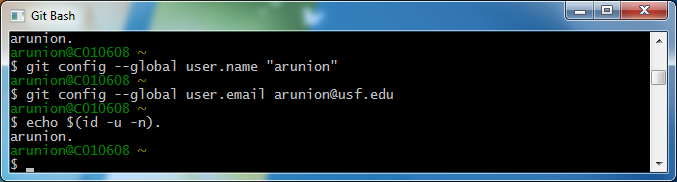 Git Bash
arunion.
arunion@C010608 ~
$ git config --global user.name "arunion"
arunion@C010608 ~
$ git config --global user.email arunion@usf.edu
arunion@C010608 ~
$ echo $(id -u -n).
arunion.
arunion@C010608 ~
$